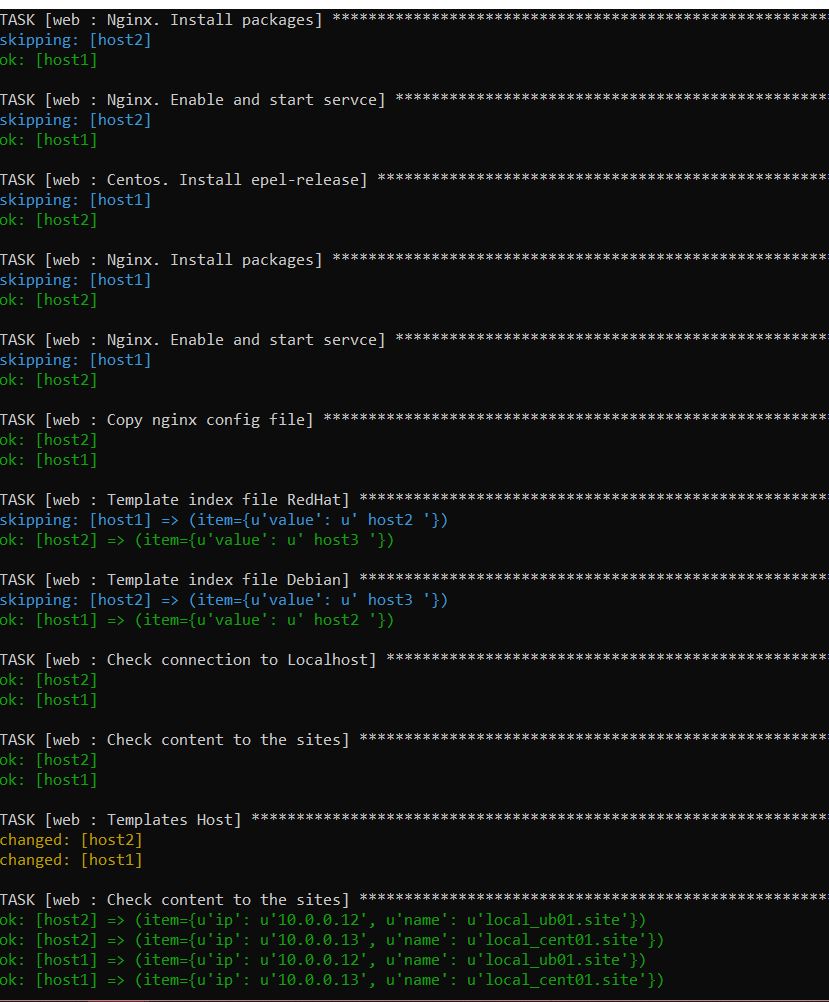 TASK [web : Nginx. Install packages] *******************************************************
skipping: [host2]
ok: [host1]
TASK [web : Nginx. Enable and start servce] ************************************************
skipping: [host2]
ok: [host1]
TASK [web : Centos. Install epel-release] **************************************************
skipping: [host1]
ok: [host2]
TASK [web : Nginx. Install packages] *******************************************************
skipping: [host1]
ok: [host2]
TASK [web : Nginx. Enable and start servce] ************************************************
skipping: [host1]
ok: [host2]
TASK [web : Copy nginx config file] ********************************************************
ok: [host2]
ok: [host1]
TASK [web : Template index file RedHat] ****************************************************
skipping: [host1] => (item={u'value': u' host2 '})
ok: [host2] => (item={u'value': u' host3 '})
TASK [web : Template index file Debian] ****************************************************
skipping: [host2] => (item={u'value': u' host3 '})
ok: [host1] => (item={u'value': u' host2 '})
TASK [web : Check connection to Localhost] *************************************************
ok: [host2]
ok: [host1]
TASK [web : Check content to the sites] ****************************************************
ok: [host2]
ok: [host1]
TASK [web : Templates Host] ****************************************************************
changed: [host2]
changed: [host1]
TASK [web : Check content to the sites] ****************************************************
ok: [host2] => (item={u'ip': u'10.0.0.12', u'name': u'local_ub01.site'})
ok: [host2] => (item={u'ip': u'10.0.0.13', u'name': u'local_cent01.site'})
ok: [host1] => (item={u'ip': u'10.0.0.12', u'name': u'local_ub01.site'})
ok: [host1] => (item={u'ip': u'10.0.0.13', u'name': u'local_cent01.site'})